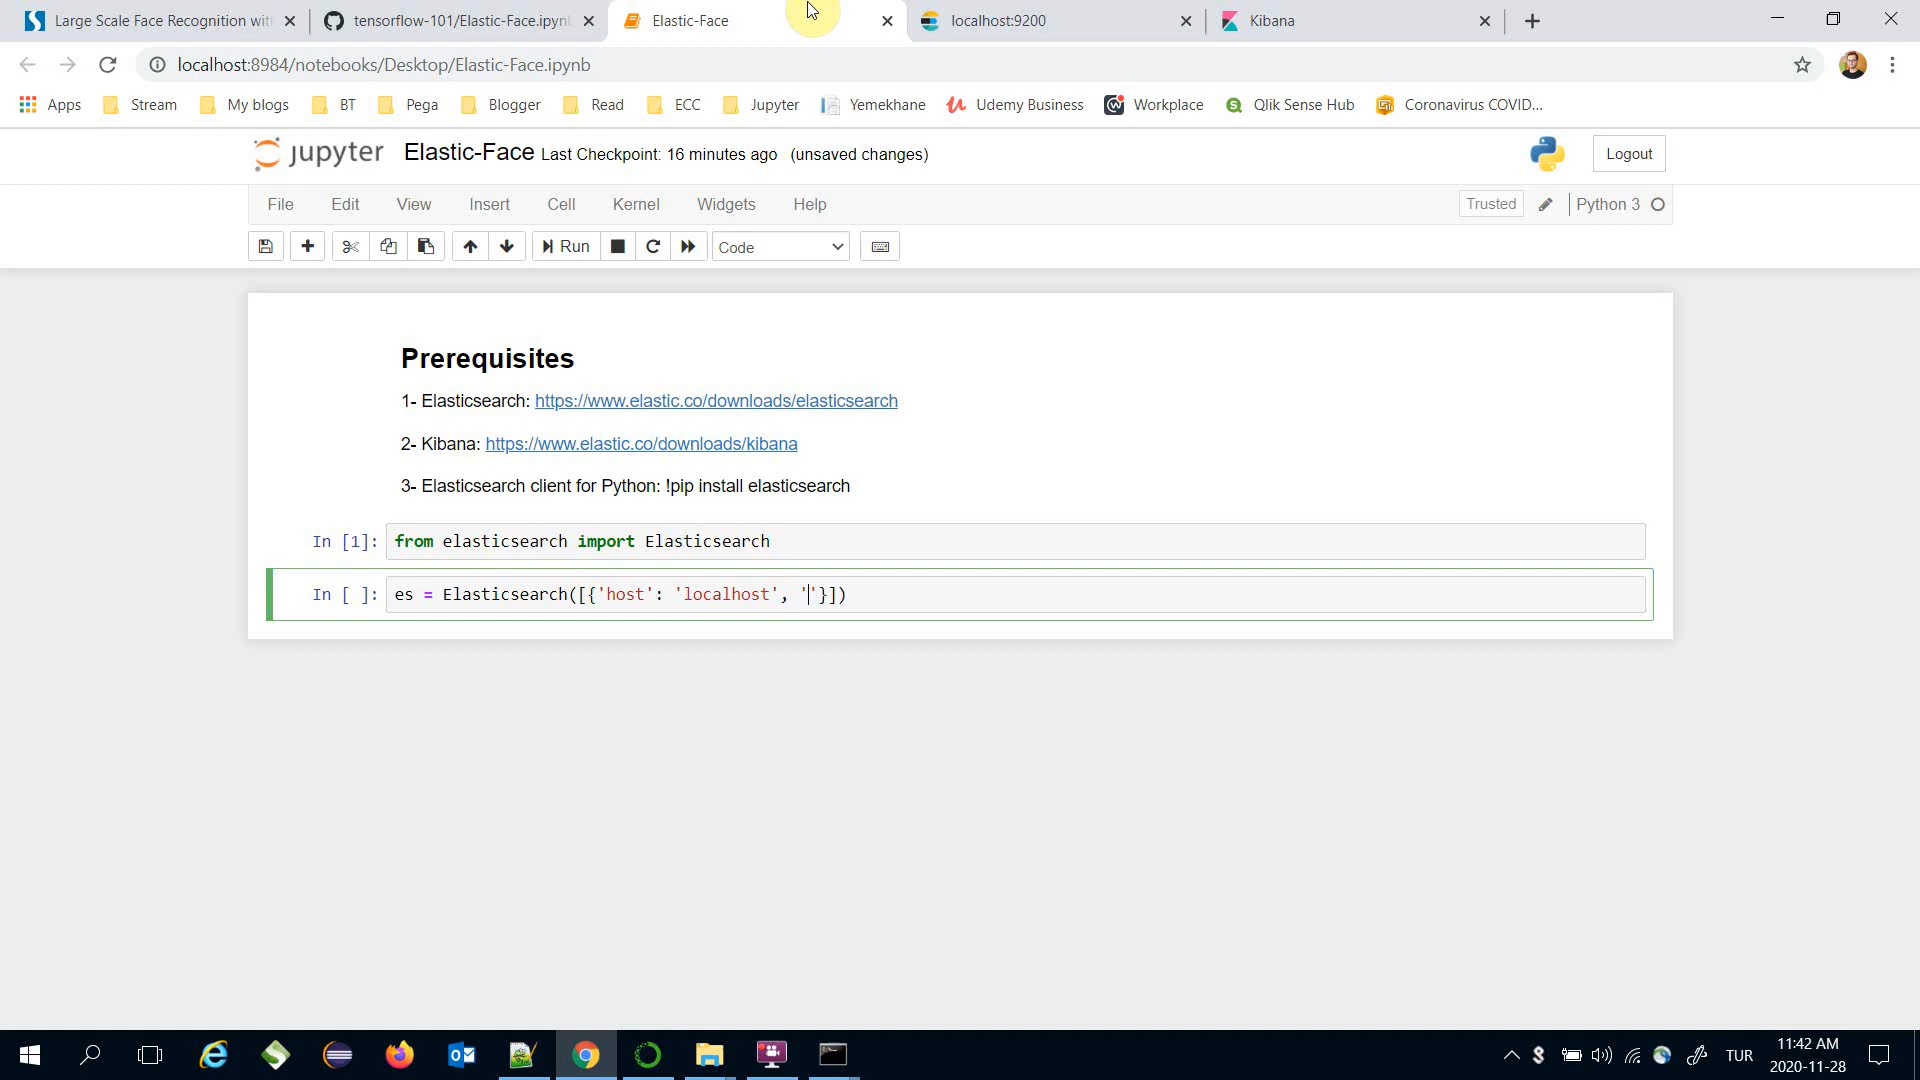 Large Scale Face Recognition wit
tensorflow-101/Elastic-Face.ipyn
Elastic-Face
localhost:9200
Kibana
localhost:8984/notebooks/Desktop/Elastic-Face.ipynb
Apps Stream My blogs BT Pega Blogger Read ECC Jupyter Yemekhane Udemy Business Workplace Qlik Sense Hub Coronavirus COVID...
jupyter Elastic-Face Last Checkpoint: 16 minutes ago (unsaved changes) Logout
File Edit View Insert Cell Kernel Widgets Help Trusted Python 3
Run Code
Prerequisites
1- Elasticsearch: https://www.elastic.co/downloads/elasticsearch
2- Kibana: https://www.elastic.co/downloads/kibana
3- Elasticsearch client for Python: !pip install elasticsearch
In [1]: from elasticsearch import Elasticsearch
In [ ]: es = Elasticsearch([{'host': 'localhost', ''}])
TUR
11:42 AM
2020-11-28